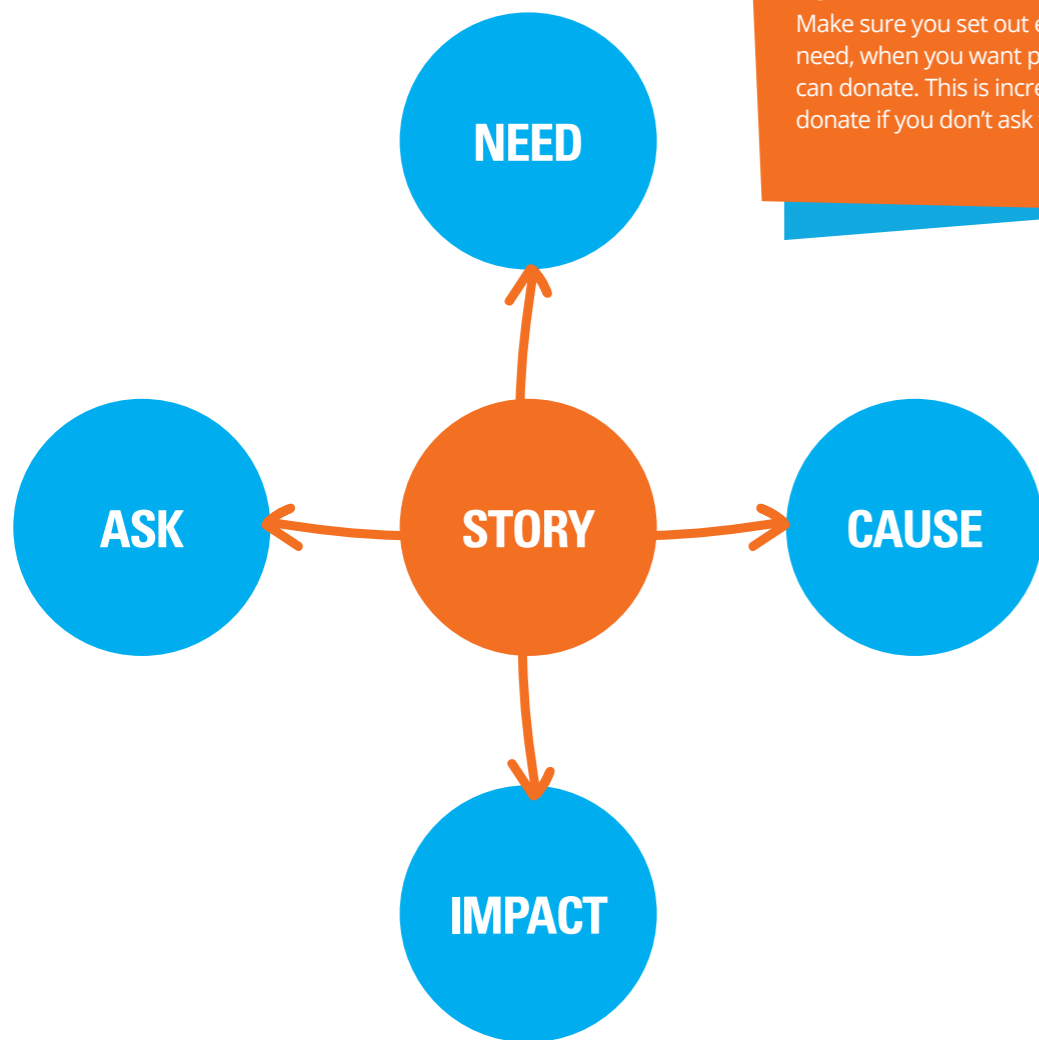 Make sure you set out
need, when you want
can donate. This is
donate if you don’t ask
NEED
ASK
STORY
CAUSE
IMPACT